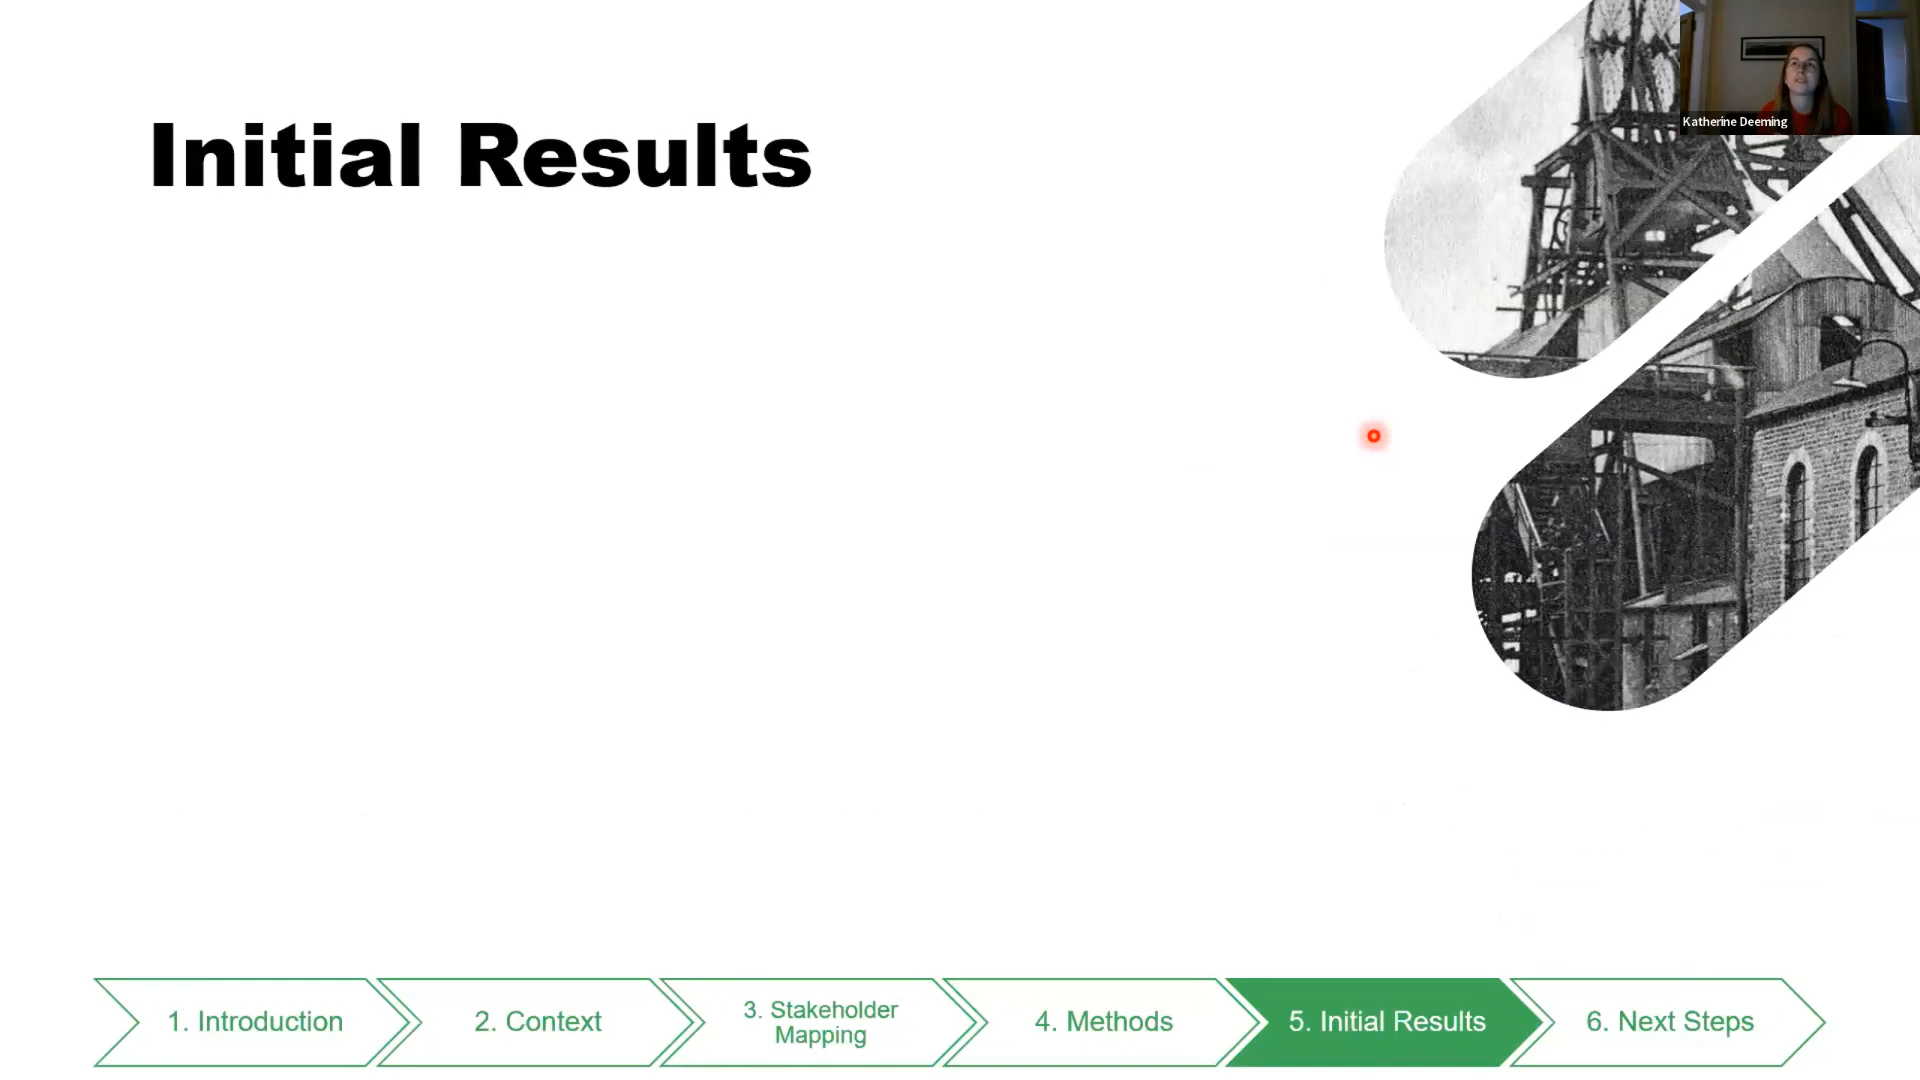 Katherine Deeming
Initial Results
1. Introduction
2. Context
3. Stakeholder
Mapping
4. Methods
5. Initial Results
6. Next Steps